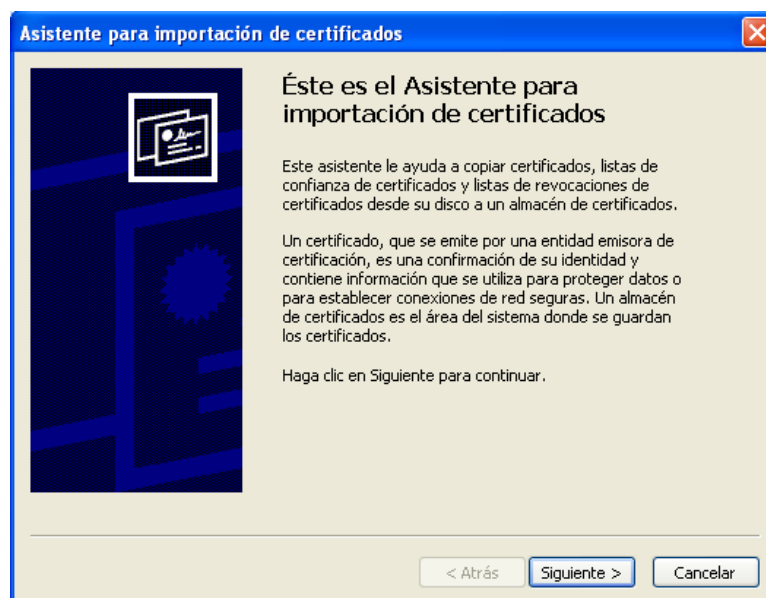 Asistente para importación de certificados
Éste es el Asistente para
importación de certificados
Este asistente le ayuda a copiar certificados, listas de
confianza de certificados y listas de revocaciones de
certificados desde su disco a un almacén de certificados.
Un certificado, que se emite por una entidad emisora de
certificación, es una confirmación de su identidad y
contiene información que se utiliza para proteger datos o
para establecer conexiones de red seguras. Un almacén
de certificados es el área del sistema donde se guardan
los certificados.
Haga clic en Siguiente para continuar.
< Atrás Siguiente > Cancelar